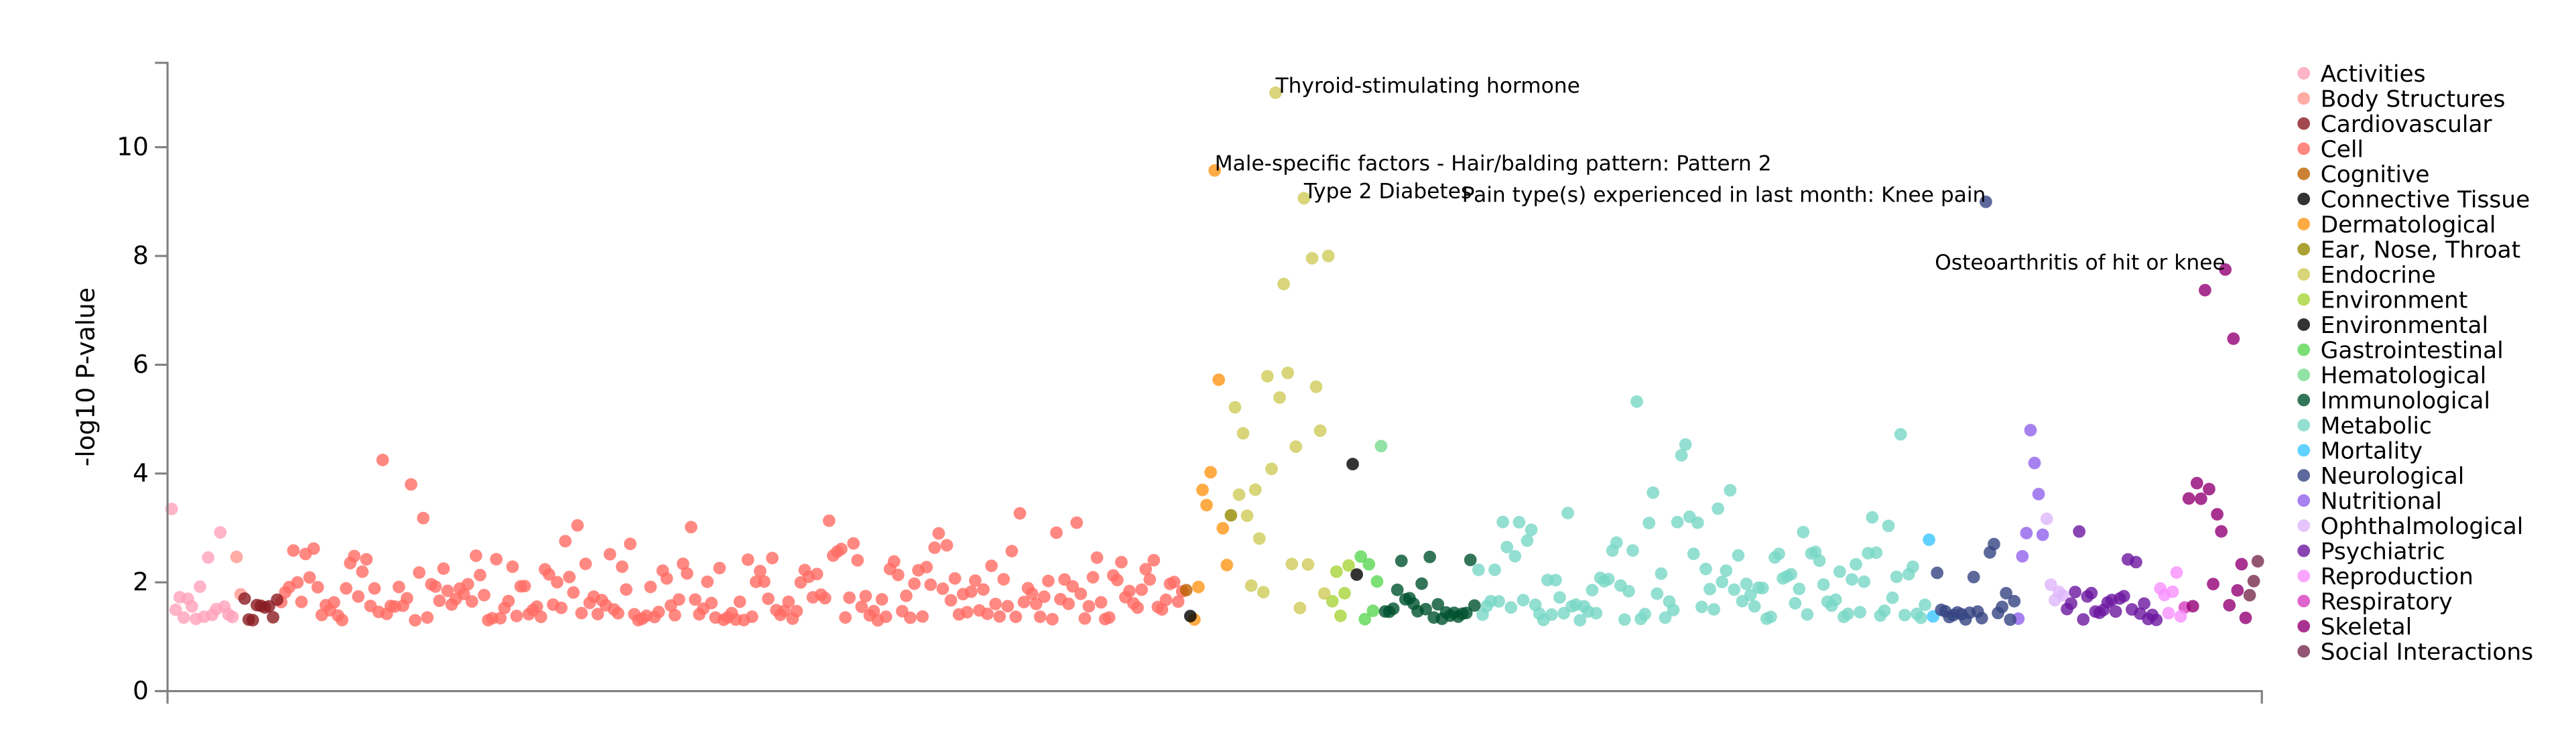 Thyroid-stimulating hormone
Male-specific factors - Hair/balding pattern: Pattern 2
Type 2 Diabetes
Pain type(s) experienced in last month: Knee pain
Osteoarthritis of hit or knee
-log10 P-value
10
8
6
4
2
0
Activities
Body Structures
Cardiovascular
Cell
Cognitive
Connective Tissue
Dermatological
Ear, Nose, Throat
Endocrine
Environment
Environmental
Gastrointestinal
Hematological
Immunological
Metabolic
Mortality
Neurological
Nutritional
Ophthalmological
Psychiatric
Reproduction
Respiratory
Skeletal
Social Interactions